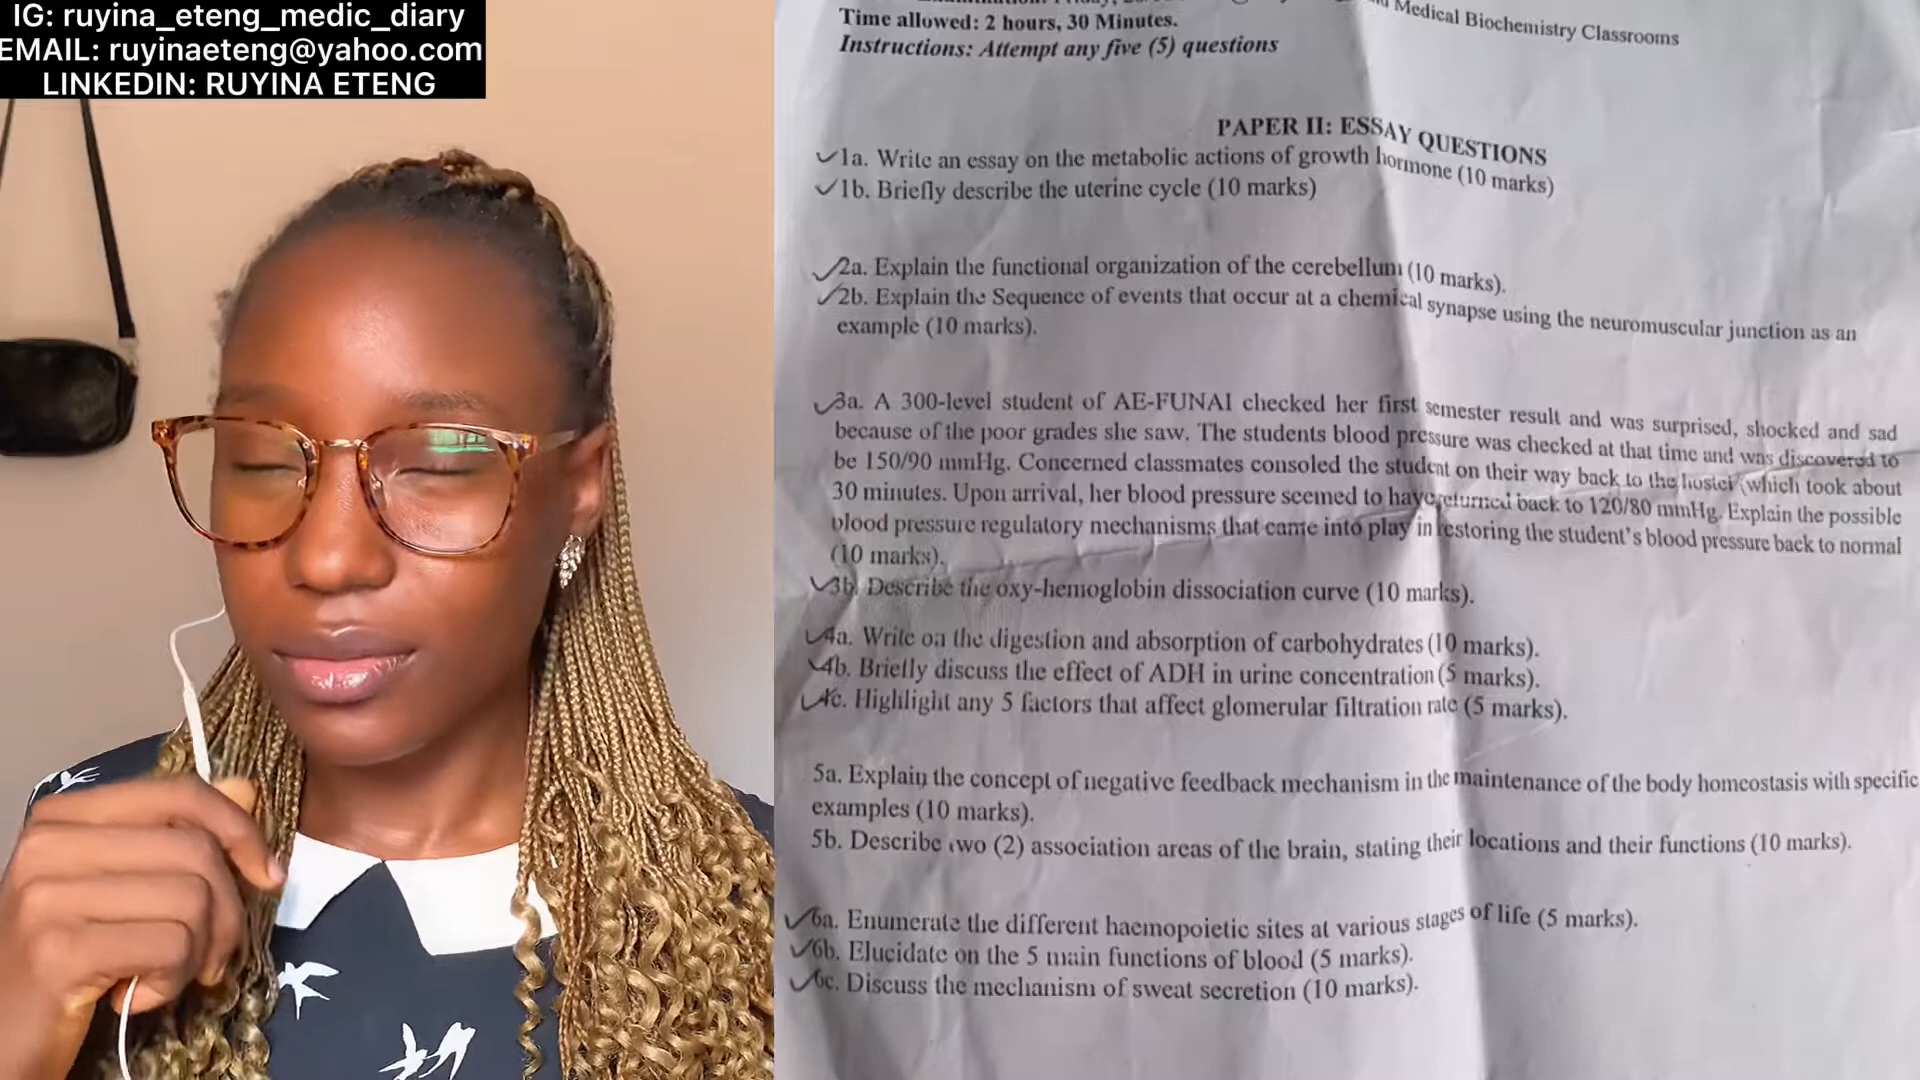 IG: ruyina_eteng_medic_diary
EMAIL: ruyinaeteng@yahoo.com
LINKEDIN: RUYINA ETENG
Medical Biochemistry Classrooms
Time allowed: 2 hours, 30 Minutes.
Instructions: Attempt any five (5) questions
PAPER II: ESSAY QUESTIONS
1a. Write an essay on the metabolic actions of growth hormone (10 marks)
1b. Briefly describe the uterine cycle (10 marks)
2a. Explain the functional organization of the cerebellum (10 marks).
2b. Explain the Sequence of events that occur at a chemical synapse using the neuromuscular junction as an
example (10 marks).
3a. A 300-level student of AE-FUNAI checked her first semester result and was surprised, shocked and sad
because of the poor grades she saw. The students blood pressure was checked at that time and was discovered to
be 150/90 mmHg. Concerned classmates consoled the student on their way back to the hostel (which took about
30 minutes. Upon arrival, her blood pressure seemed to have returned back to 120/80 mmHg. Explain the possible
blood pressure regulatory mechanisms that came into play in restoring the student's blood pressure back to normal
(10 marks).
3b. Describe the oxy-hemoglobin dissociation curve (10 marks).
4a. Write on the digestion and absorption of carbohydrates (10 marks).
4b. Briefly discuss the effect of ADH in urine concentration (5 marks).
4c. Highlight any 5 factors that affect glomerular filtration rate (5 marks).
5a. Explain the concept of negative feedback mechanism in the maintenance of the body homeostasis with specific
examples (10 marks).
5b. Describe two (2) association areas of the brain, stating their locations and their functions (10 marks).
6a. Enumerate the different haemopoietic sites at various stages of life (5 marks).
6b. Elucidate on the 5 main functions of blood (5 marks).
6c. Discuss the mechanism of sweat secretion (10 marks).